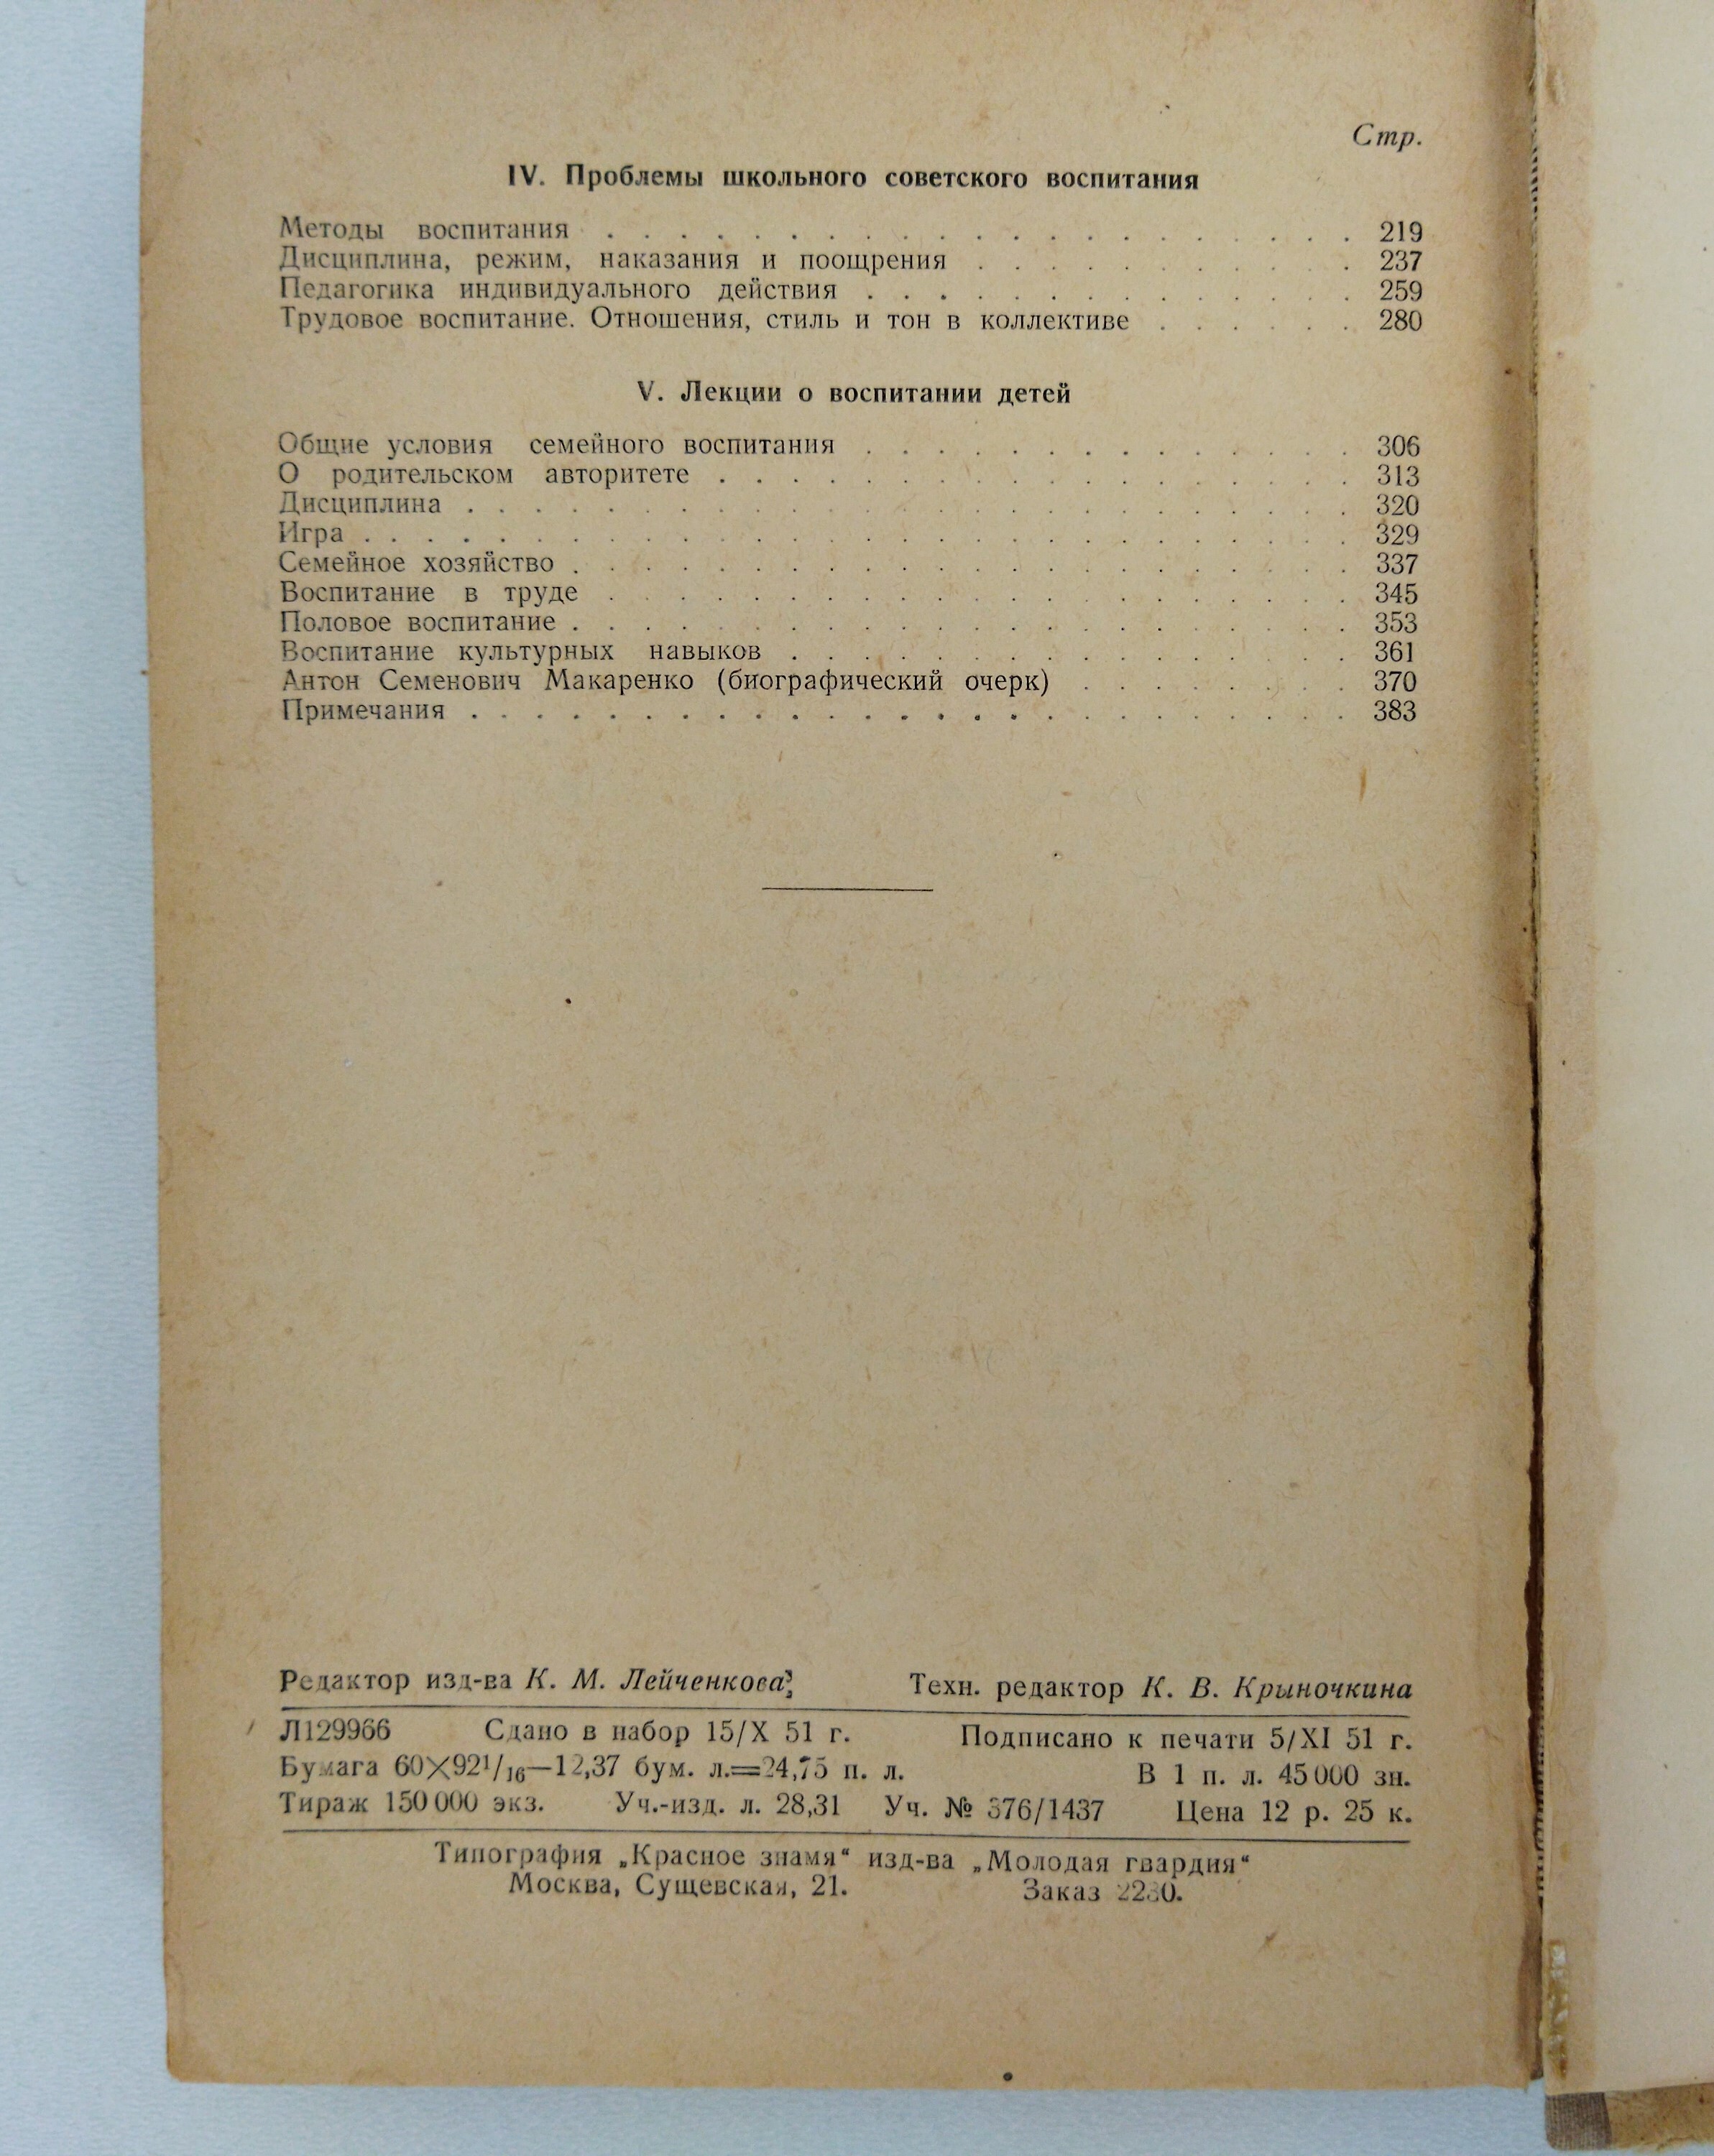 Стр.
IV. Проблемы школьного советского воспитания
Методы воспитания . . . . . . . . . . . . . . . . . . . . . 219
Дисциплина, режим, наказания и поощрения . . . . . . . . . . . 237
Педагогика индивидуального действия . . . . . . . . . . . . . . 259
Трудовое воспитание. Отношения, стиль и тон в коллективе . . . . . . 280
V. Лекции о воспитании детей
Общие условия семейного воспитания . . . . . . . . . . . . . . 306
О родительском авторитете . . . . . . . . . . . . . . . . . . 313
Дисциплина . . . . . . . . . . . . . . . . . . . . . . . . . 320
Игра . . . . . . . . . . . . . . . . . . . . . . . . . . . . 329
Семейное хозяйство . . . . . . . . . . . . . . . . . . . . . . 337
Воспитание в труде . . . . . . . . . . . . . . . . . . . . . 345
Половое воспитание . . . . . . . . . . . . . . . . . . . . . . 353
Воспитание культурных навыков . . . . . . . . . . . . . . . . 361
Антон Семенович Макаренко (биографический очерк) . . . . . . . . 370
Примечания . . . . . . . . . . . . . . . . . . . . . . . . . 383
Редактор изд-ва К. М. Лейченкова Техн. редактор К. В. Крыночкина
Л129966 Сдано в набор 15/X 51 г. Подписано к печати 5/XI 51 г.
Бумага 60×92¹/₁₆—12,37 бум. л.=24,75 п. л. В 1 п. л. 45 000 зн.
Тираж 150 000 экз. Уч.-изд. л. 28,31 Уч. № 376/1437 Цена 12 р. 25 к.
Типография „Красное знамя“ изд-ва „Молодая гвардия“
Москва, Сущевская, 21. Заказ